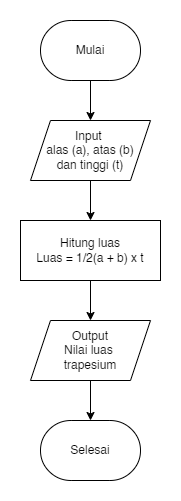 Mulai
Input
alas (a), atas (b)
dan tinggi (t)
Hitung luas
Luas = 1/2(a + b) x t
Output
Nilai luas
trapesium
Selesai